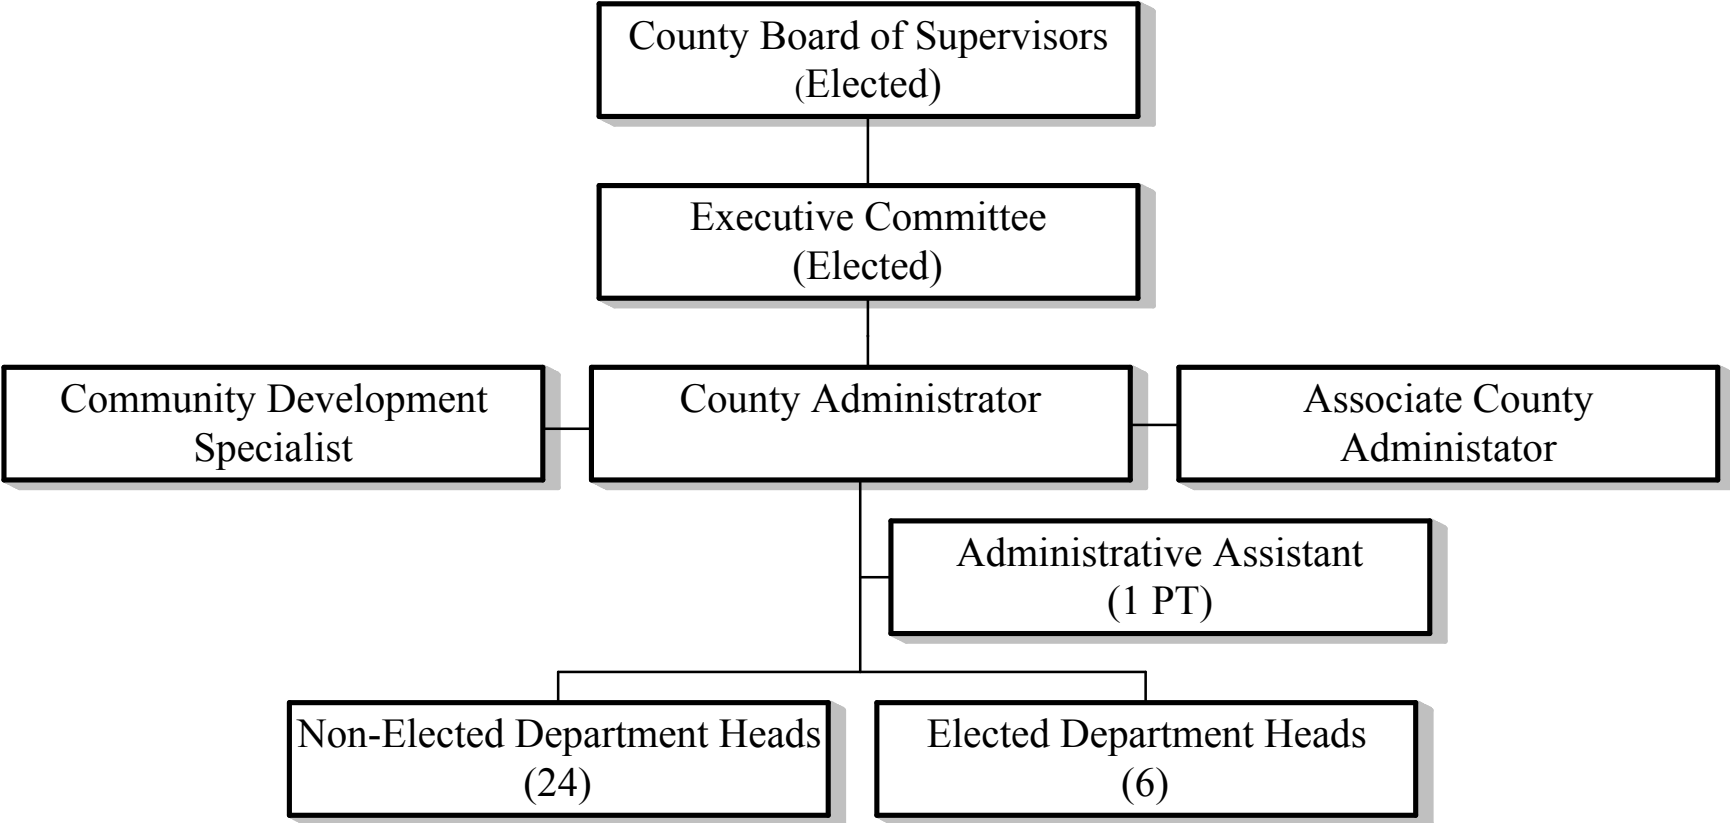 County Board of Supervisors
(Elected)
Executive Committee
(Elected)
Community Development
Specialist
County Administrator
Associate County
Administator
Administrative Assistant
(1 PT)
Non-Elected Department Heads
(24)
Elected Department Heads
(6)